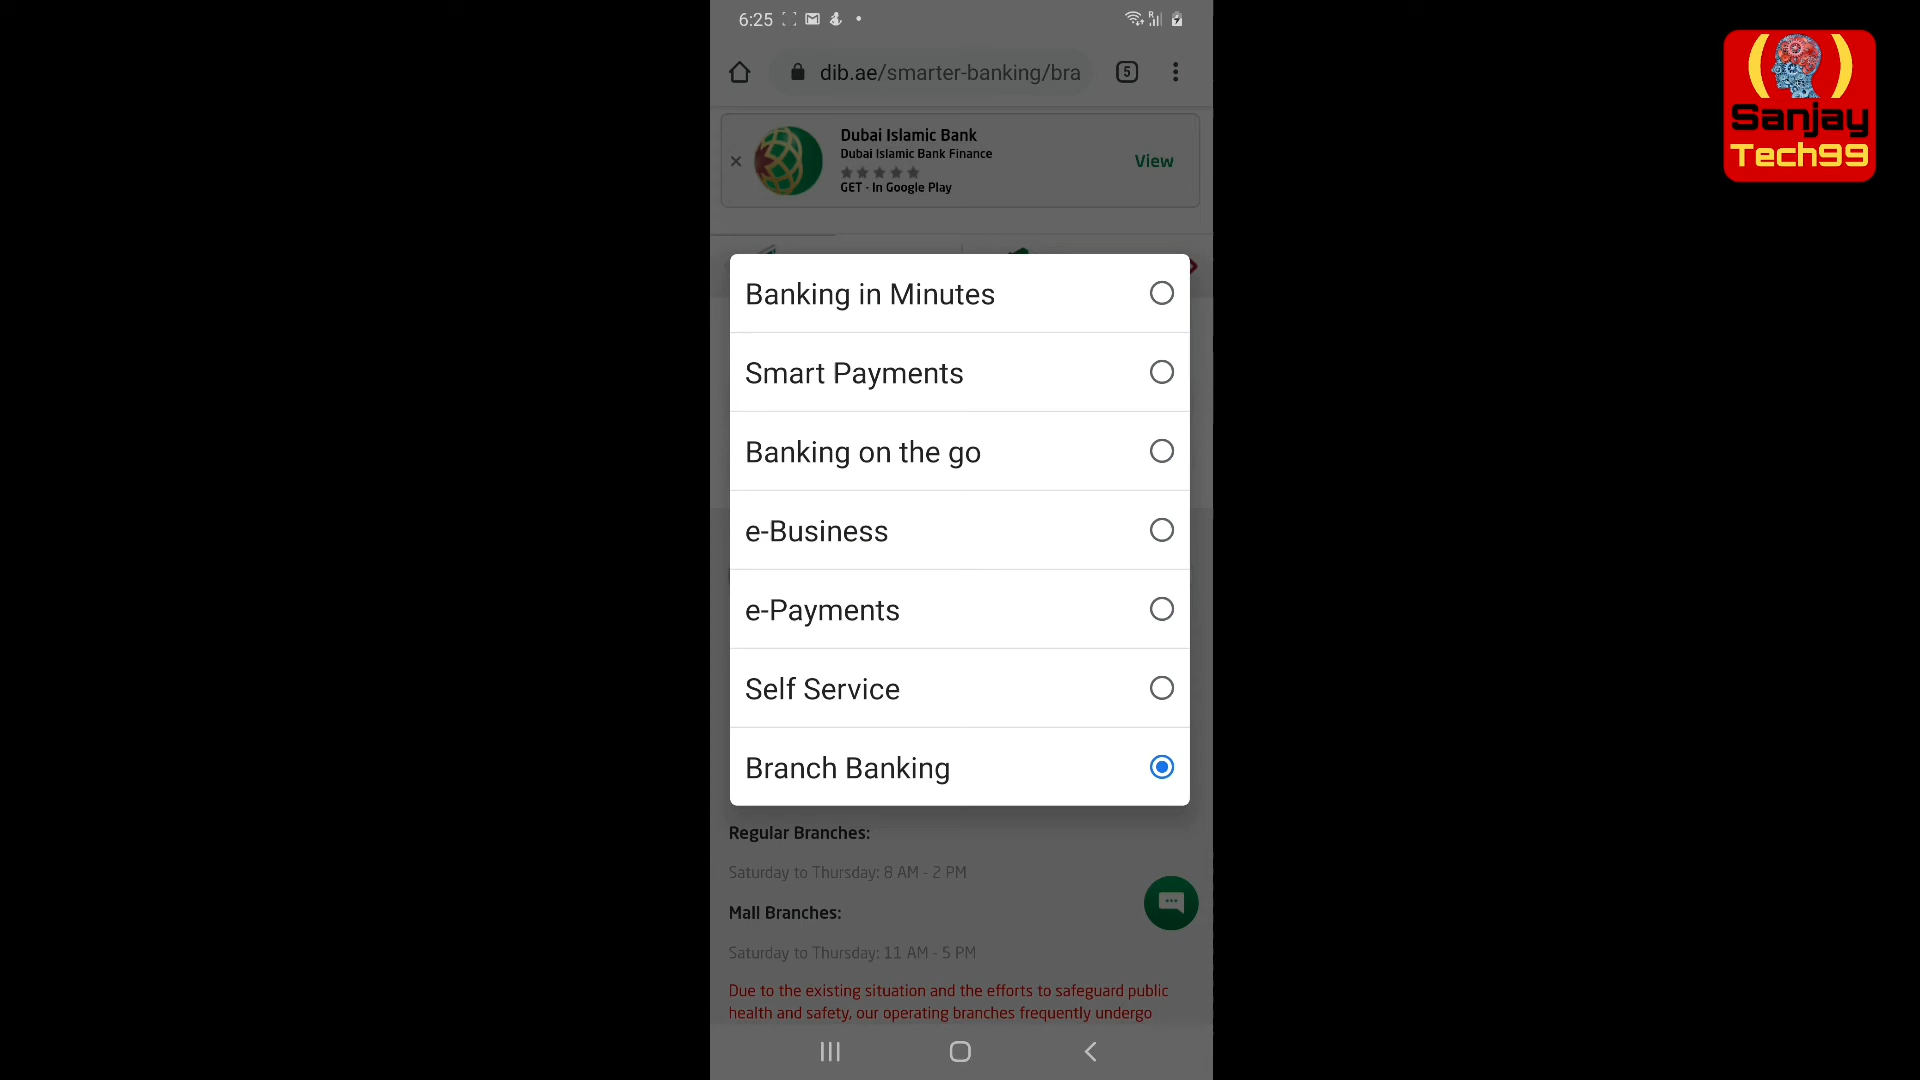 6:25
dib.ae/smarter-banking/bra
5
Sanjay
Tech99
Dubai Islamic Bank
Dubai Islamic Bank Finance
GET - In Google Play
View
Banking in Minutes
Smart Payments
Banking on the go
e-Business
e-Payments
Self Service
Branch Banking
Regular Branches:
Saturday to Thursday: 8 AM - 2 PM
Mall Branches:
Saturday to Thursday: 11 AM - 5 PM
Due to the existing situation and the efforts to safeguard public
health and safety, our operating branches frequently undergo